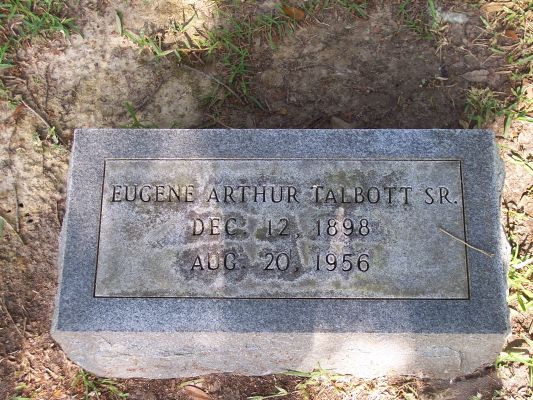 EUGENE ARTHUR TALBOTT SR.
DEC. 12, 1898
AUG. 20, 1956